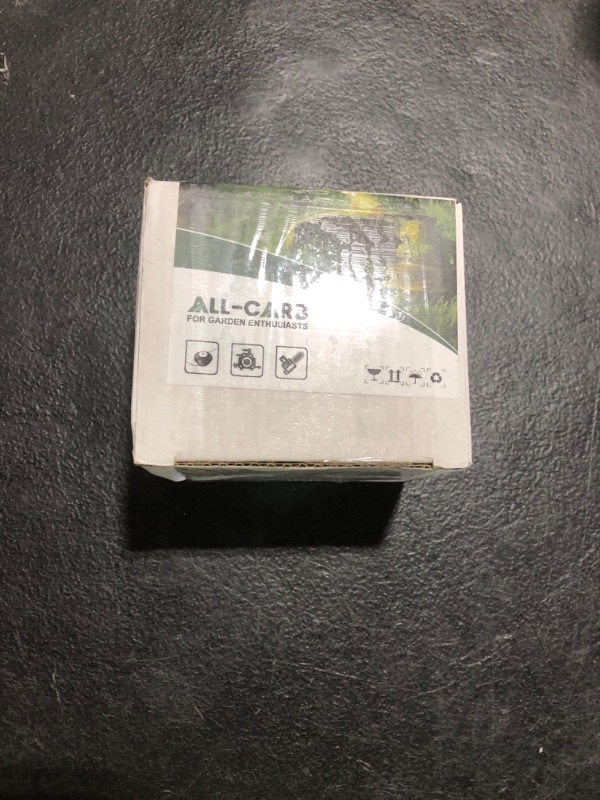 ALL-CARB
FOR GARDEN ENTHUSIASTS